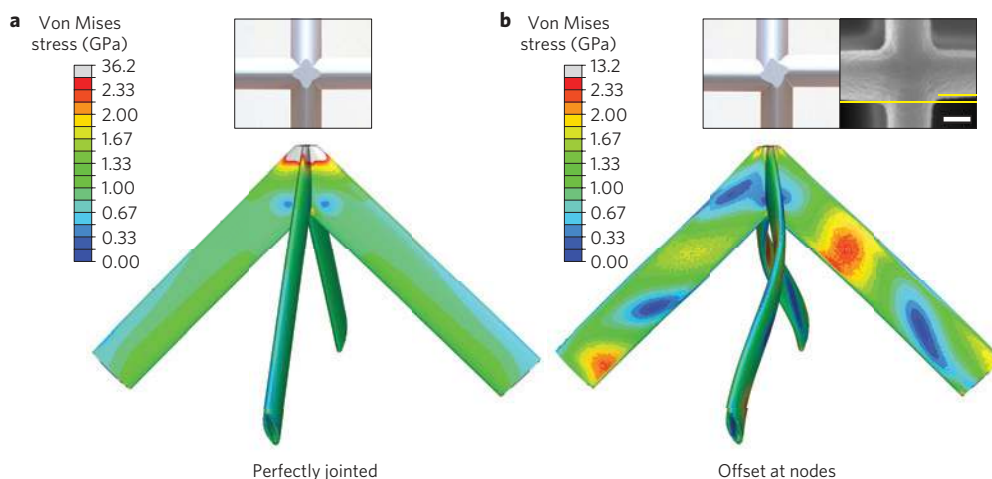 a
Von Mises
stress (GPa)
36.2
2.33
2.00
1.67
1.33
1.00
0.67
0.33
0.00
Perfectly jointed
b
Von Mises
stress (GPa)
13.2
2.33
2.00
1.67
1.33
1.00
0.67
0.33
0.00
Offset at nodes